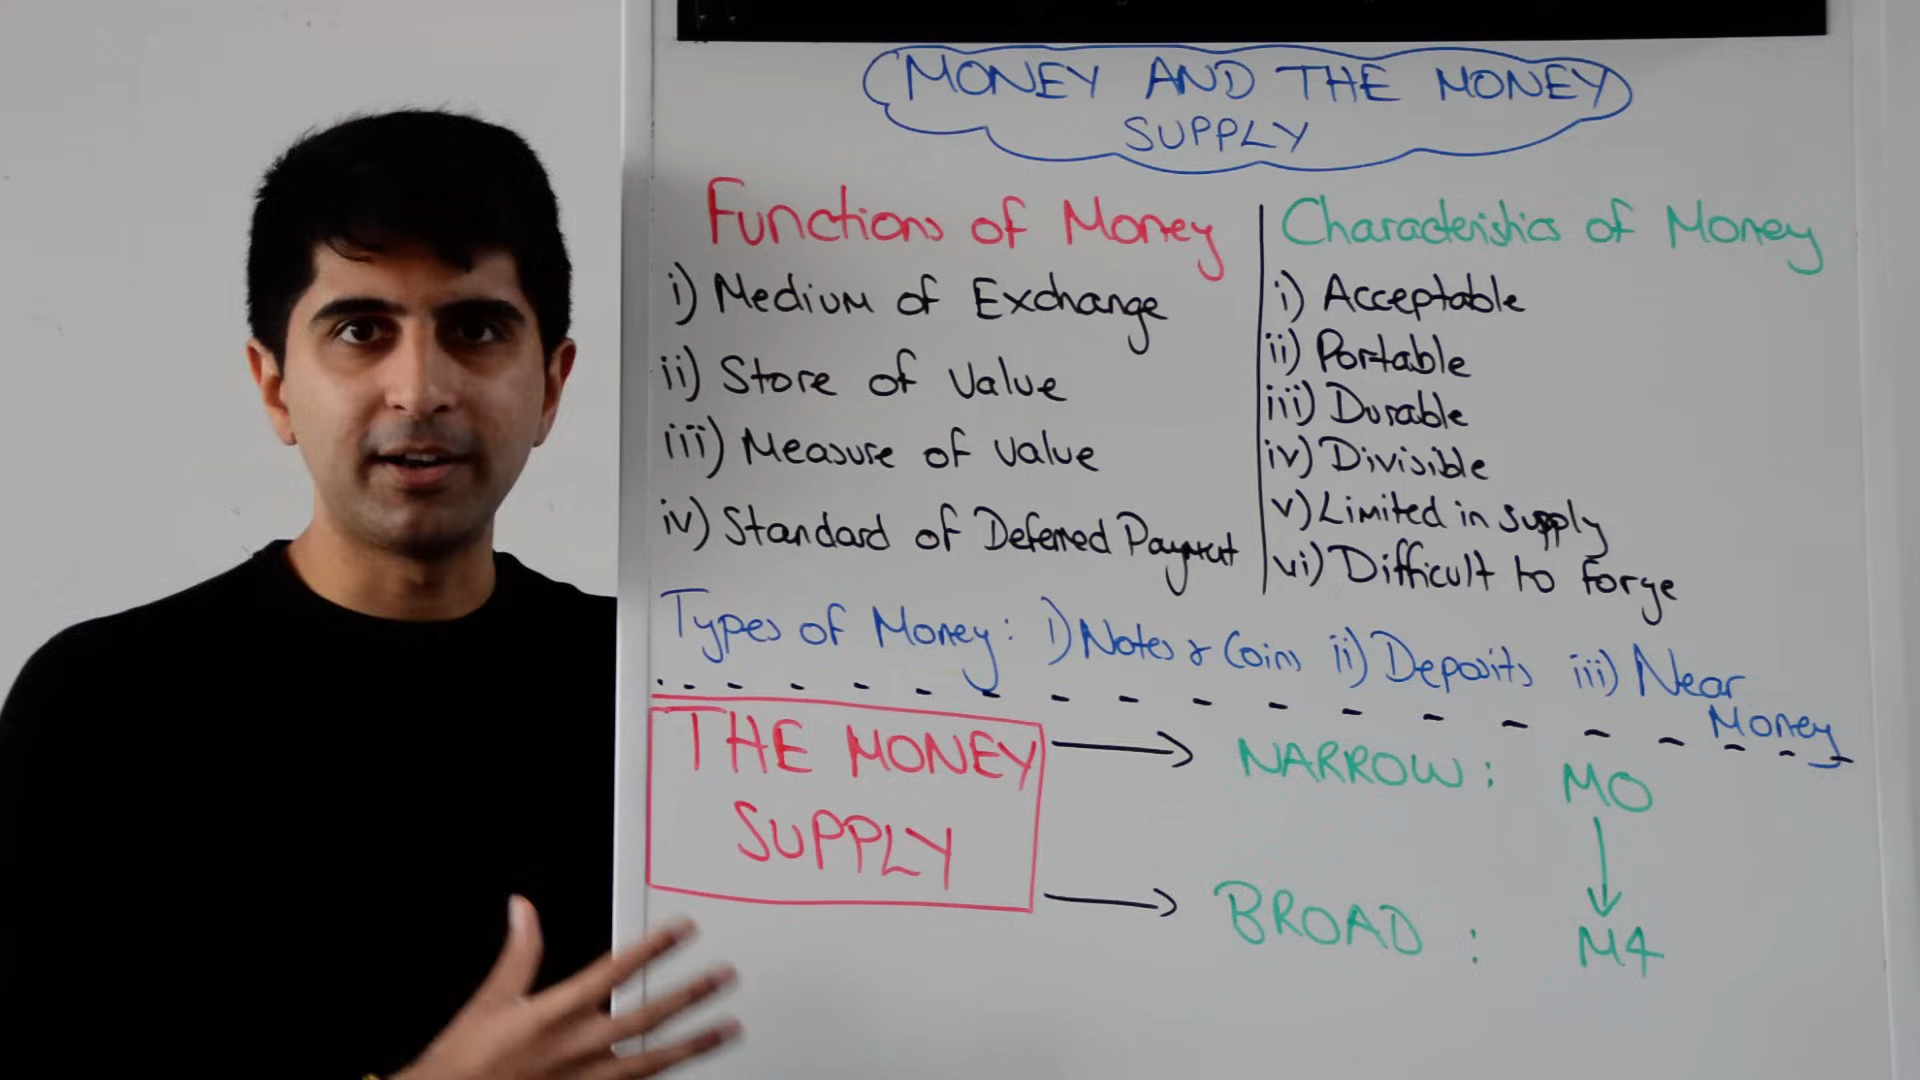 MONEY AND THE MONEY
SUPPLY
Functions of Money
i) Medium of Exchange
ii) Store of Value
iii) Measure of Value
iv) Standard of Deferred Payment
Characteristics of Money
i) Acceptable
ii) Portable
iii) Durable
iv) Divisible
v) Limited in supply
vi) Difficult to forge
Types of Money: i) Notes & Coins ii) Deposits iii) Near
Money
THE MONEY
SUPPLY
NARROW: M0
BROAD: M4